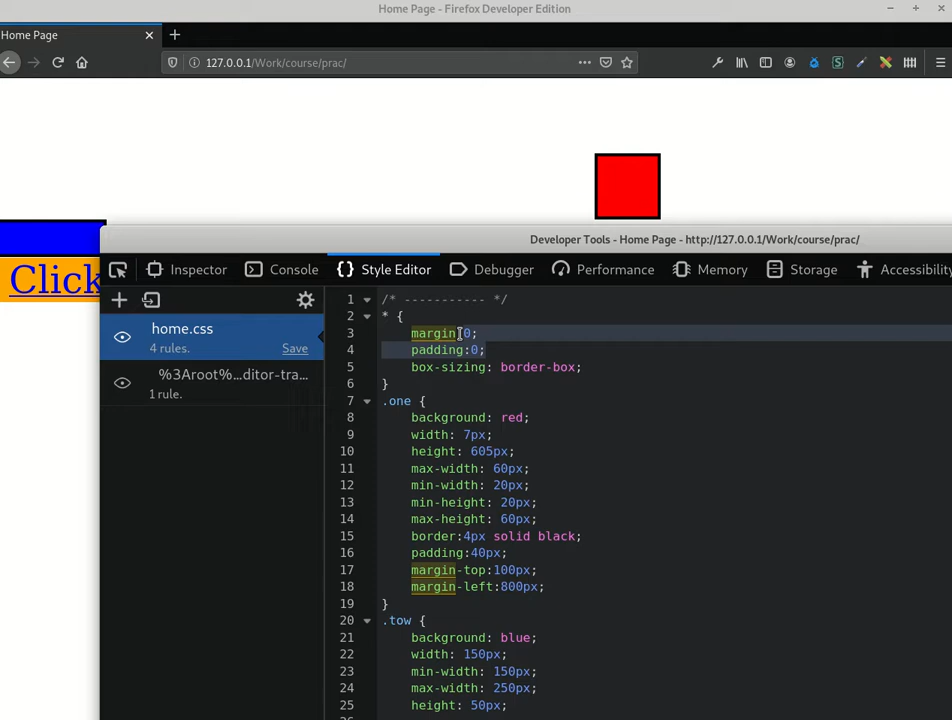 Home Page - Firefox Developer Edition
Home Page
127.0.0.1/Work/course/prac/
S
Click
Developer Tools - Home Page - http://127.0.0.1/Work/course/prac/
Inspector Console Style Editor Debugger Performance Memory Storage Accessibility
home.css
4 rules. Save
%3Aroot%...ditor-tra...
1 rule.
1 /* ----------- */
2 * {
3 margin:0;
4 padding:0;
5 box-sizing: border-box;
6 }
7 .one {
8 background: red;
9 width: 7px;
10 height: 605px;
11 max-width: 60px;
12 min-width: 20px;
13 min-height: 20px;
14 max-height: 60px;
15 border:4px solid black;
16 padding:40px;
17 margin-top:100px;
18 margin-left:800px;
19 }
20 .tow {
21 background: blue;
22 width: 150px;
23 min-width: 150px;
24 max-width: 250px;
25 height: 50px;